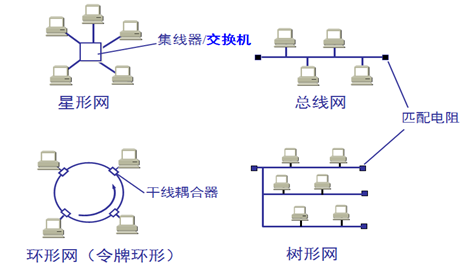 集线器/交换机
星形网
总线网
匹配电阻
干线耦合器
环形网（令牌环形）
树形网